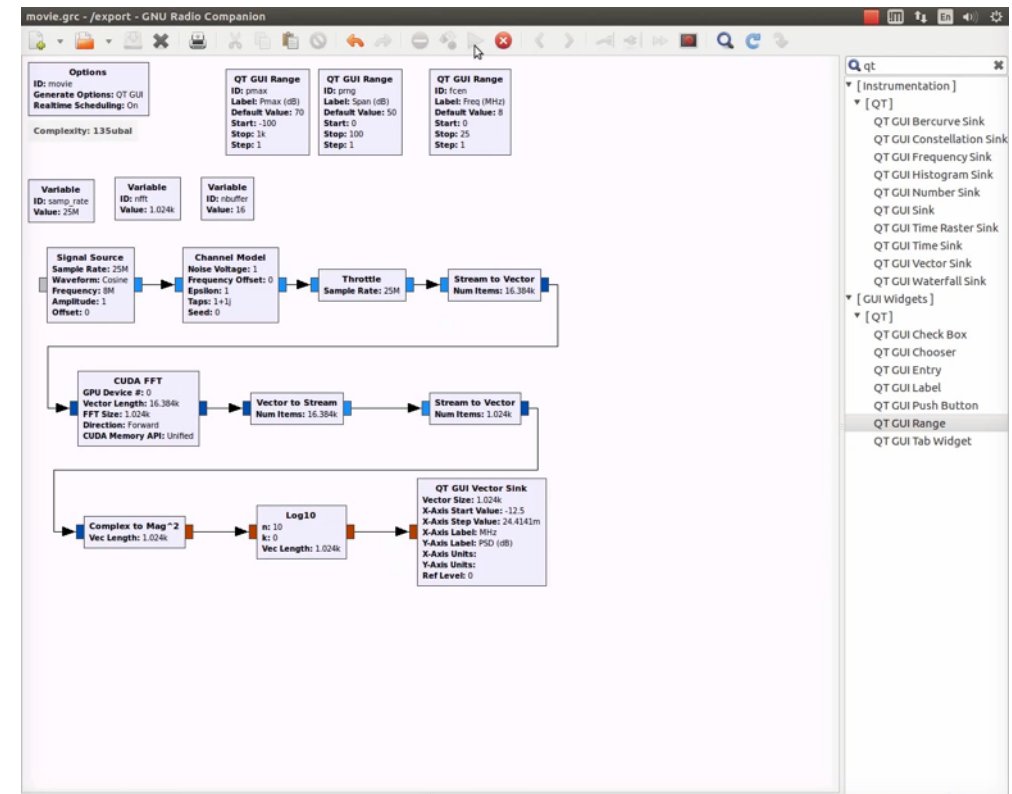 movie.grc - /export - GNU Radio Companion
En
Options
ID: movie
Generate Options: QT GUI
Realtime Scheduling: On
Complexity: 135ubal
QT GUI Range
ID: pmax
Label: Pmax (dB)
Default Value: 70
Start: -100
Stop: 1k
Step: 1
QT GUI Range
ID: prng
Label: Span (dB)
Default Value: 50
Start: 0
Stop: 100
Step: 1
QT GUI Range
ID: fcen
Label: Freq (MHz)
Default Value: 8
Start: 0
Stop: 25
Step: 1
Variable
ID: samp_rate
Value: 25M
Variable
ID: nfft
Value: 1.024k
Variable
ID: nbuffer
Value: 16
Signal Source
Sample Rate: 25M
Waveform: Cosine
Frequency: 8M
Amplitude: 1
Offset: 0
Channel Model
Noise Voltage: 1
Frequency Offset: 0
Epsilon: 1
Taps: 1+1j
Seed: 0
Throttle
Sample Rate: 25M
Stream to Vector
Num Items: 16.384k
CUDA FFT
GPU Device #: 0
Vector Length: 16.384k
FFT Size: 1.024k
Direction: Forward
CUDA Memory API: Unified
Vector to Stream
Num Items: 16.384k
Stream to Vector
Num Items: 1.024k
Complex to Mag^2
Vec Length: 1.024k
Log10
n: 10
k: 0
Vec Length: 1.024k
QT GUI Vector Sink
Vector Size: 1.024k
X-Axis Start Value: -12.5
X-Axis Step Value: 24.4141m
X-Axis Label: MHz
Y-Axis Label: PSD (dB)
X-Axis Units:
Y-Axis Units:
Ref Level: 0
qt
[ Instrumentation ]
[ QT ]
QT GUI Bercurve Sink
QT GUI Constellation Sink
QT GUI Frequency Sink
QT GUI Histogram Sink
QT GUI Number Sink
QT GUI Sink
QT GUI Time Raster Sink
QT GUI Time Sink
QT GUI Vector Sink
QT GUI Waterfall Sink
[ GUI Widgets ]
[ QT ]
QT GUI Check Box
QT GUI Chooser
QT GUI Entry
QT GUI Label
QT GUI Push Button
QT GUI Range
QT GUI Tab Widget